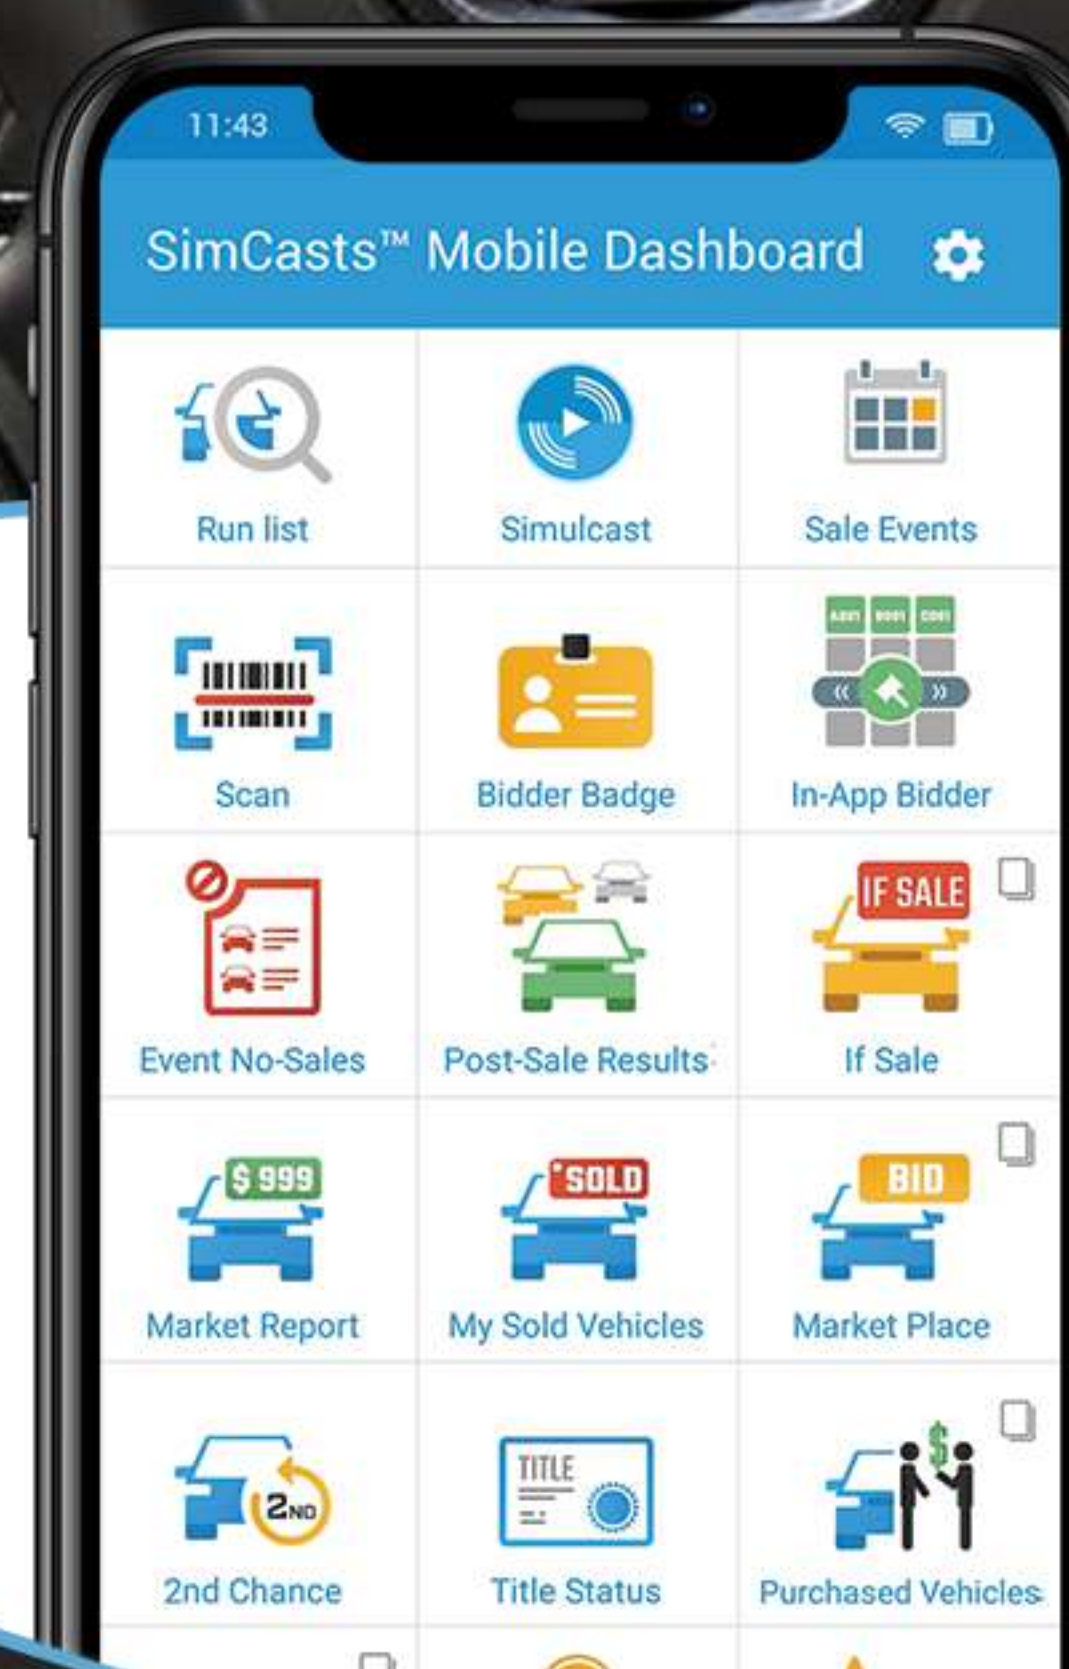 11:43
SimCasts™ Mobile Dashboard
Run list
Simulcast
Sale Events
Scan
Bidder Badge
In-App Bidder
IF SALE
Event No-Sales
Post-Sale Results
If Sale
$ 999
SOLD
BID
Market Report
My Sold Vehicles
Market Place
2ND
TITLE
2nd Chance
Title Status
Purchased Vehicles